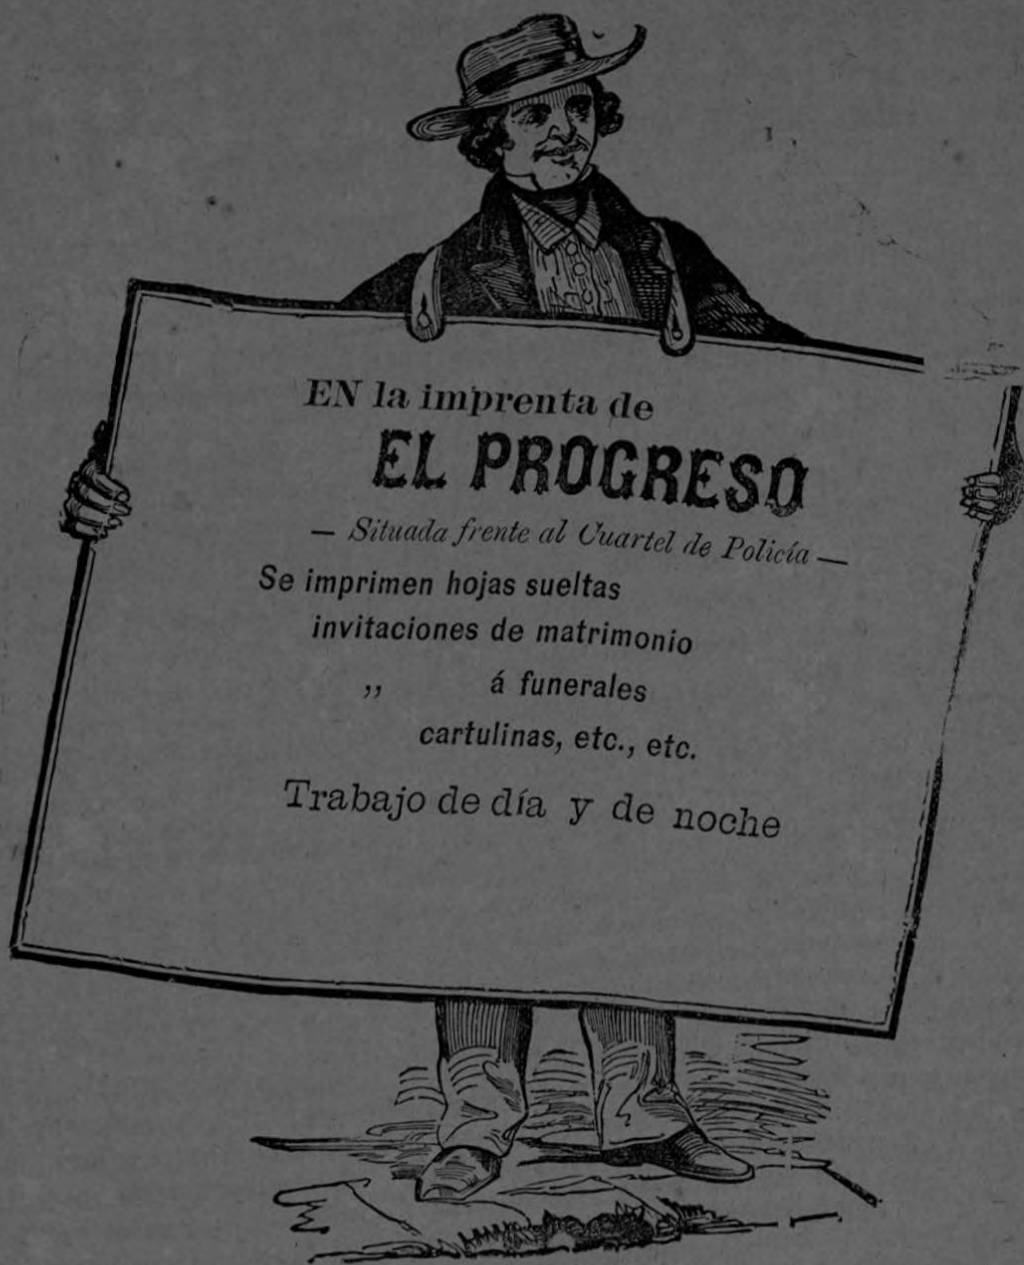 EN la imprenta de
EL PROGRESO
— Situada frente al Cuartel de Policía —
Se imprimen hojas sueltas
invitaciones de matrimonio
„ á funerales
cartulinas, etc., etc.
Trabajo de día y de noche